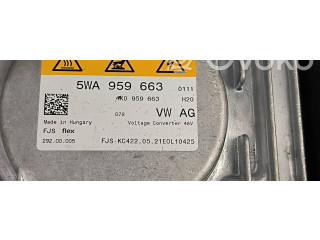 Ovoko
5WA 959 663 0111
4K0 959 663 H20
078 VW AG
Made in Hungary Voltage Converter 48V
FJS flex
292.00.005 FJS-KC422.05.21E0L10425